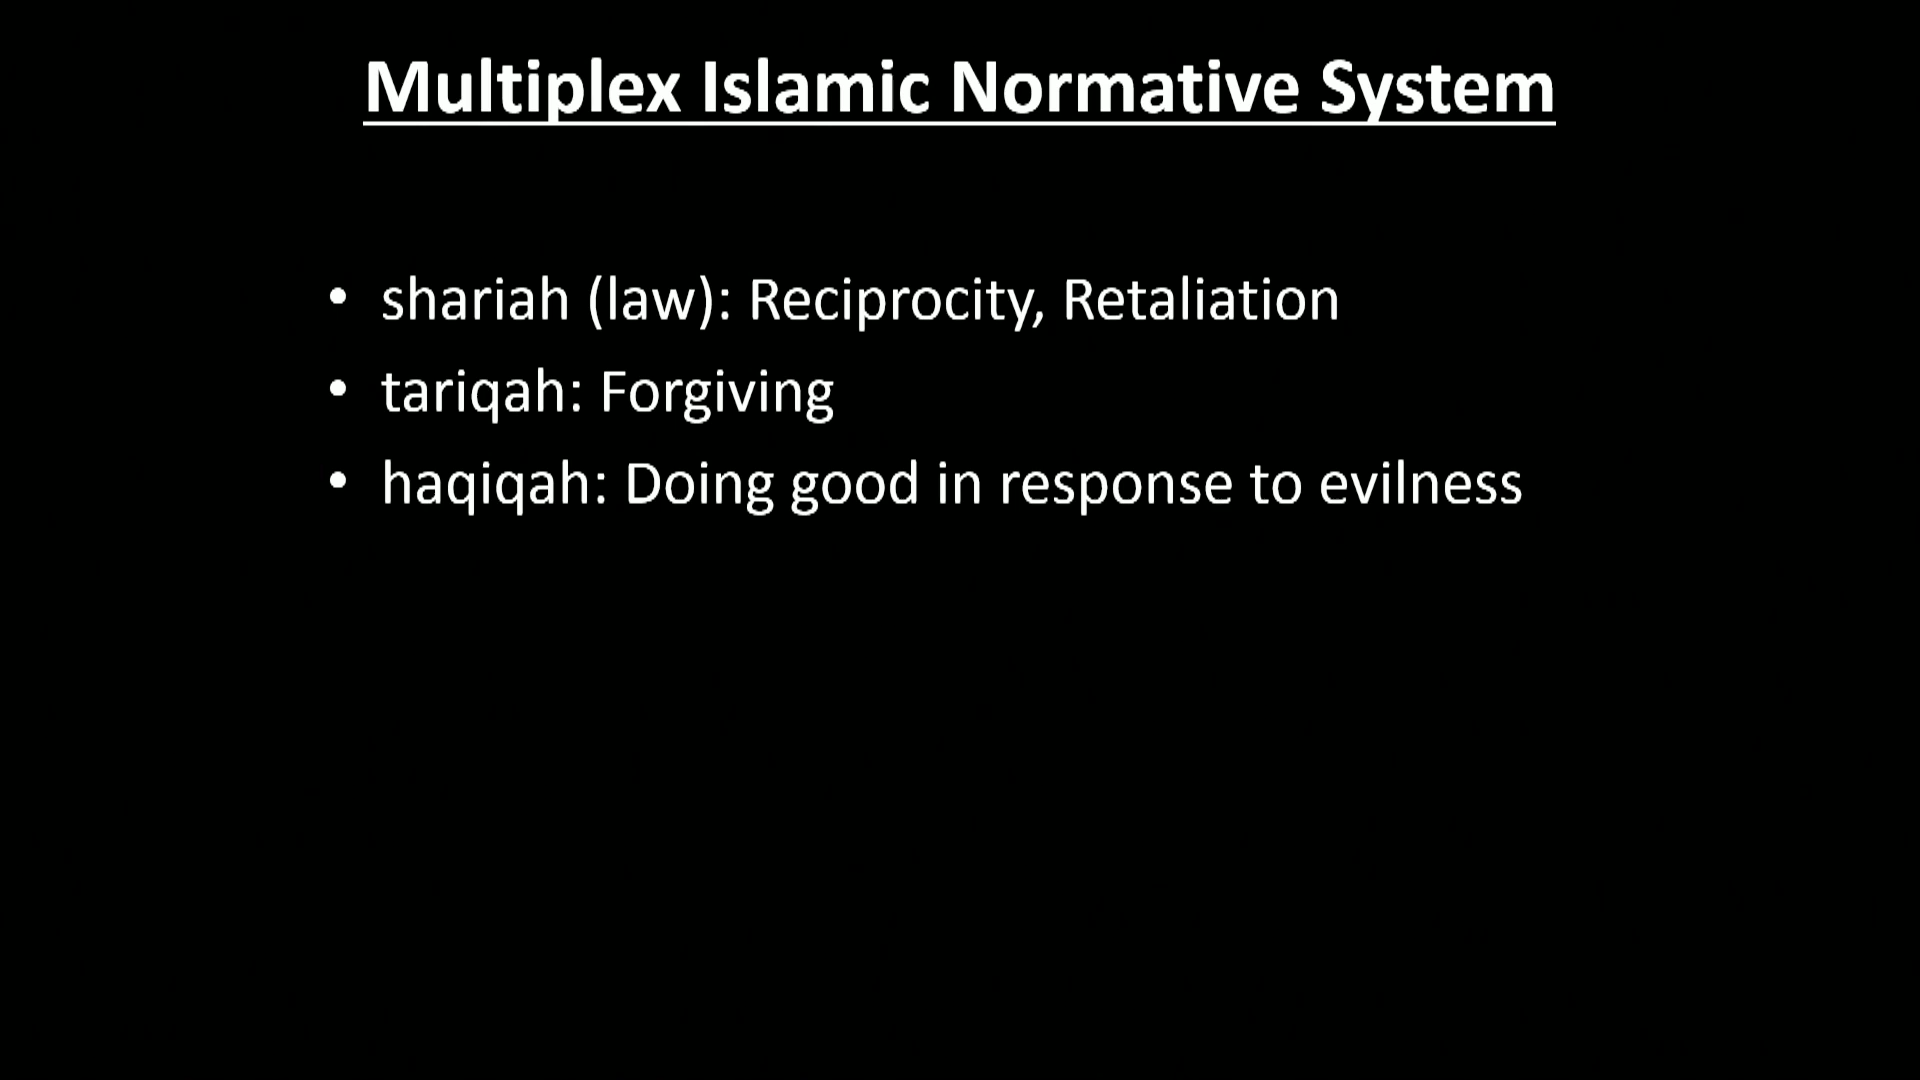 Multiplex Islamic Normative System
• shariah (law): Reciprocity, Retaliation
• tariqah: Forgiving
• haqiqah: Doing good in response to evilness